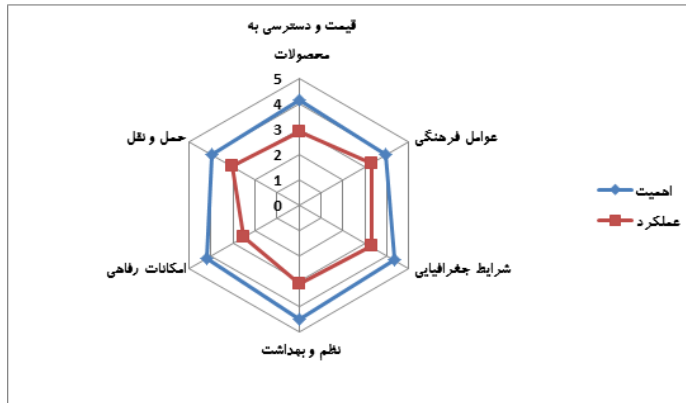 قیمت و دسترسی به
محصولات
5
4
3
2
1
0
عوامل فرهنگی
شرایط جغرافیایی
نظم و بهداشت
امکانات رفاهی
حمل و نقل
اهمیت
عملکرد